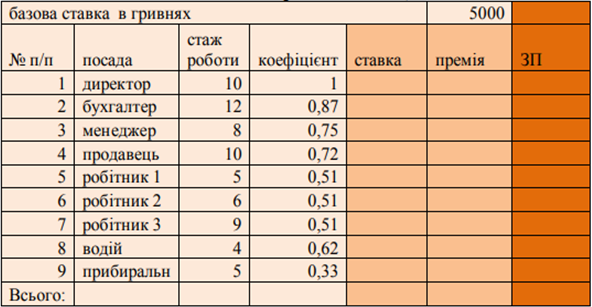 базова ставка в гривнях 5000
№ п/п посада стаж роботи коефіцієнт ставка премія ЗП
1 директор 10 1
2 бухгалтер 12 0,87
3 менеджер 8 0,75
4 продавець 10 0,72
5 робітник 1 5 0,51
6 робітник 2 6 0,51
7 робітник 3 9 0,51
8 водій 4 0,62
9 прибиральн 5 0,33
Всього: